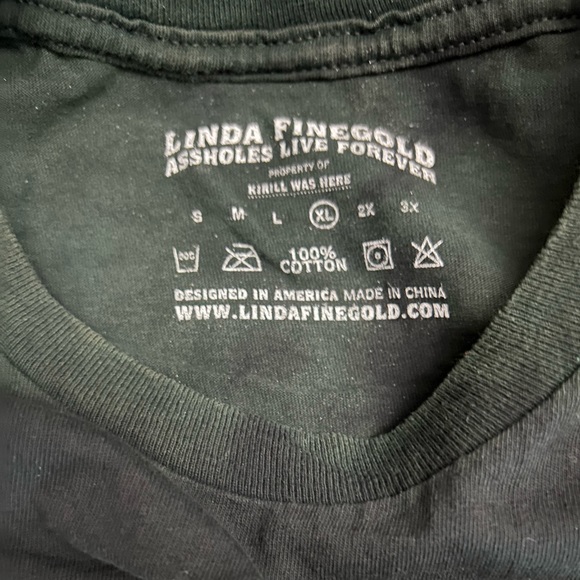 LINDA FINEGOLD
ASSHOLES LIVE FOREVER
PROPERTY OF
KIRILL WAS HERE
S M L XL 2X 3X
100%
COTTON
DESIGNED IN AMERICA MADE IN CHINA
WWW.LINDAFINEGOLD.COM